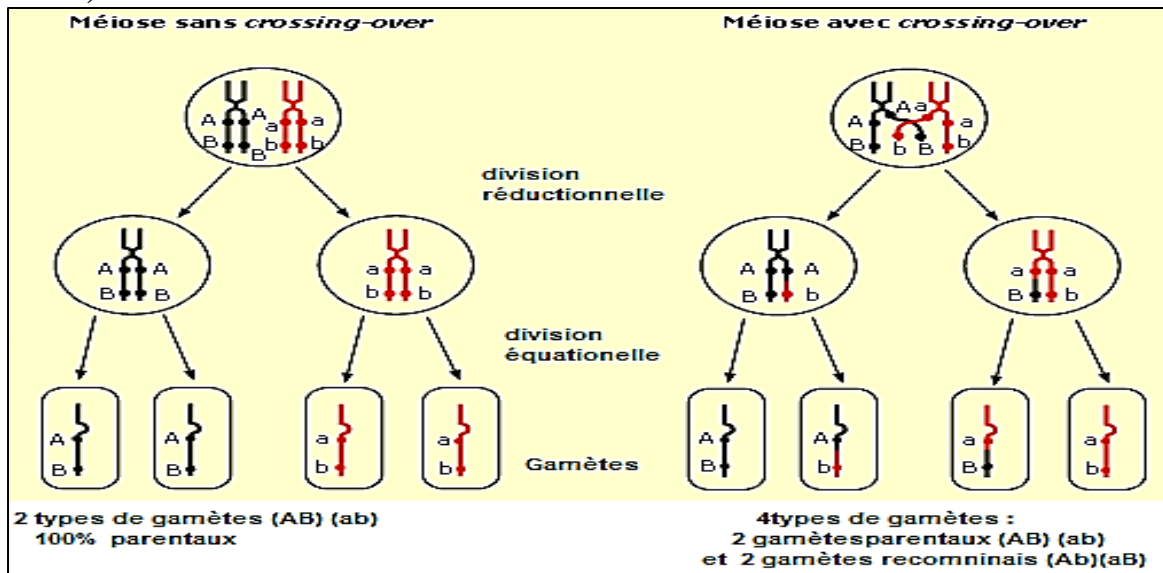 Méiose sans crossing-over
Méiose avec crossing-over
A A a a
B B b b
A A a a
B b B b
division
réductionnelle
A A
B B
a a
b b
A A
B b
a a
B b
division
équationelle
A
B
A
B
a
b
a
b
Gamètes
A
B
A
b
a
B
a
b
2 types de gamètes (AB) (ab)
100% parentaux
4types de gamètes :
2 gamètesparentaux (AB) (ab)
et 2 gamètes recomninais (Ab)(aB)